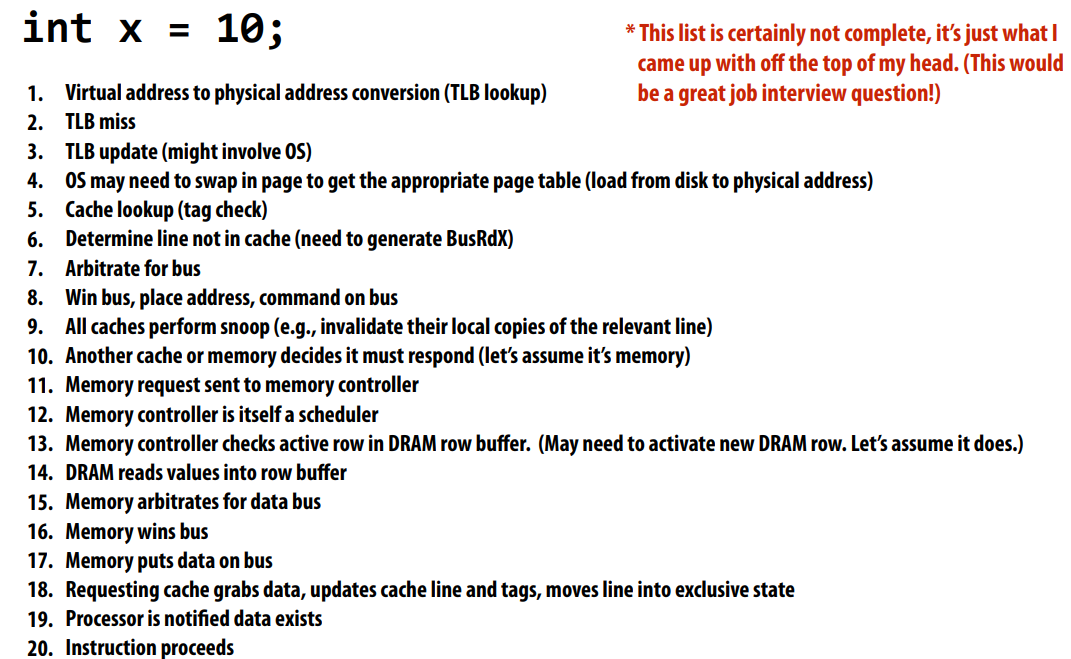 int x = 10;
* This list is certainly not complete, it’s just what I
came up with off the top of my head. (This would
be a great job interview question!)
1. Virtual address to physical address conversion (TLB lookup)
2. TLB miss
3. TLB update (might involve OS)
4. OS may need to swap in page to get the appropriate page table (load from disk to physical address)
5. Cache lookup (tag check)
6. Determine line not in cache (need to generate BusRdX)
7. Arbitrate for bus
8. Win bus, place address, command on bus
9. All caches perform snoop (e.g., invalidate their local copies of the relevant line)
10. Another cache or memory decides it must respond (let’s assume it’s memory)
11. Memory request sent to memory controller
12. Memory controller is itself a scheduler
13. Memory controller checks active row in DRAM row buffer. (May need to activate new DRAM row. Let’s assume it does.)
14. DRAM reads values into row buffer
15. Memory arbitrates for data bus
16. Memory wins bus
17. Memory puts data on bus
18. Requesting cache grabs data, updates cache line and tags, moves line into exclusive state
19. Processor is notified data exists
20. Instruction proceeds